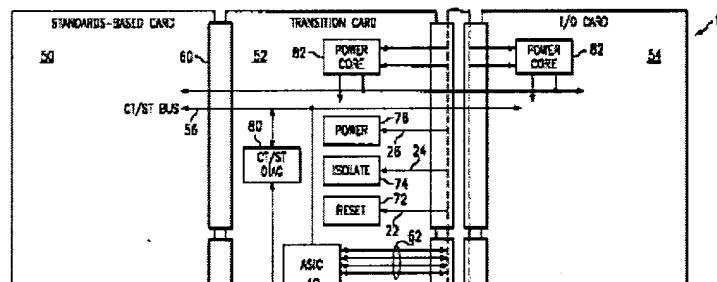 STANDARDS-BASED CARD
TRANSITION CARD
I/O CARD
50
60
52
82
POWER CORE
POWER CORE
82
54
CT/ST BUS
56
80
CT/ST DIAG
POWER
78
26
ISOLATE
24
74
RESET
72
22
62
ASIC